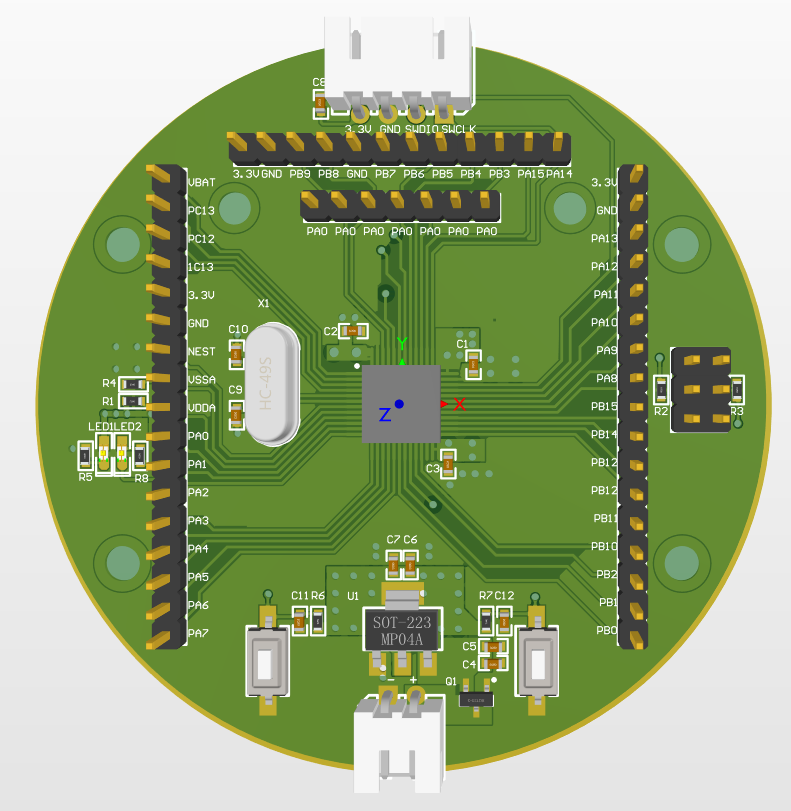 C8
3.3V GND SWDIO SWCLK
3.3V GND PB9 PB8 GND PB7 PB6 PB5 PB4 PB3 PA15 PA14
PA0 PA0 PA0 PA0 PA0 PA0 PA0
VBAT
PC13
PC12
1C13
3.3V
GND
NEST
VSSA
VDDA
PA0
PA1
PA2
PA3
PA4
PA5
PA6
PA7
3.3V
GND
PA13
PA12
PA11
PA10
PA9
PA8
PB15
PB14
PB12
PB12
PB11
PB10
PB2
PB1
PB0
X1
C10
HC-49S
C9
C2
C1
Y
Z
X
C3
R4
R1
LED1LED2
R5
R8
R2
R3
C7 C6
C11 R6
U1
SOT-223
MP04A
R7 C12
C5
C4
Q1
- +